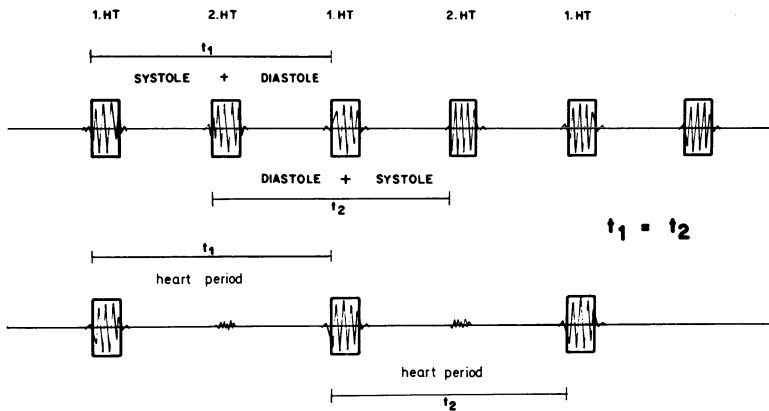 1.HT 2.HT 1.HT 2.HT 1.HT
t1
SYSTOLE + DIASTOLE
DIASTOLE + SYSTOLE
t2
t1 = t2
t1
heart period
heart period
t2